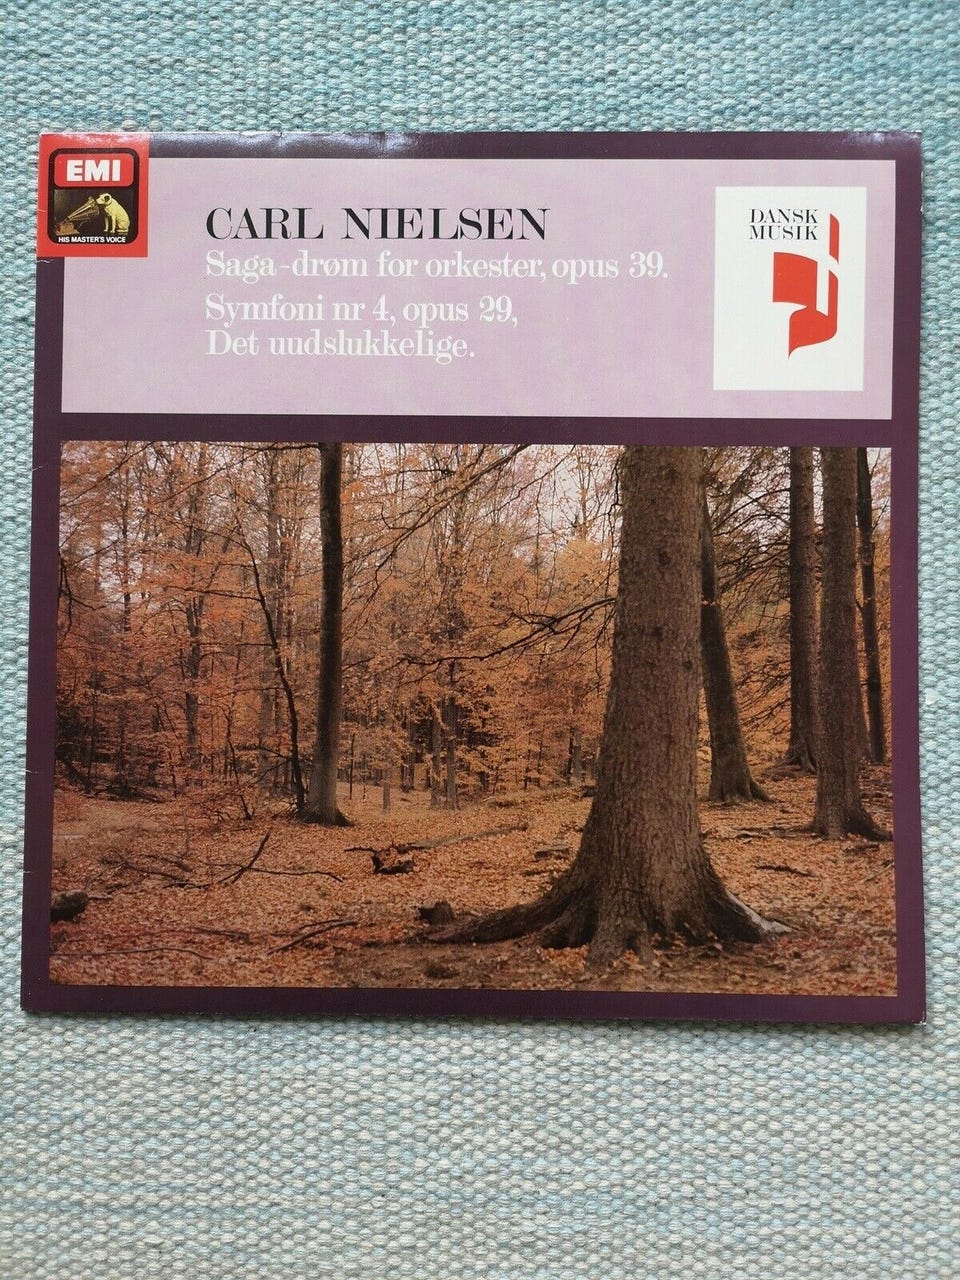 EMI
HIS MASTER'S VOICE
CARL NIELSEN
Saga-drøm for orkester, opus 39.
Symfoni nr 4, opus 29,
Det uudslukkelige.
DANSK
MUSIK